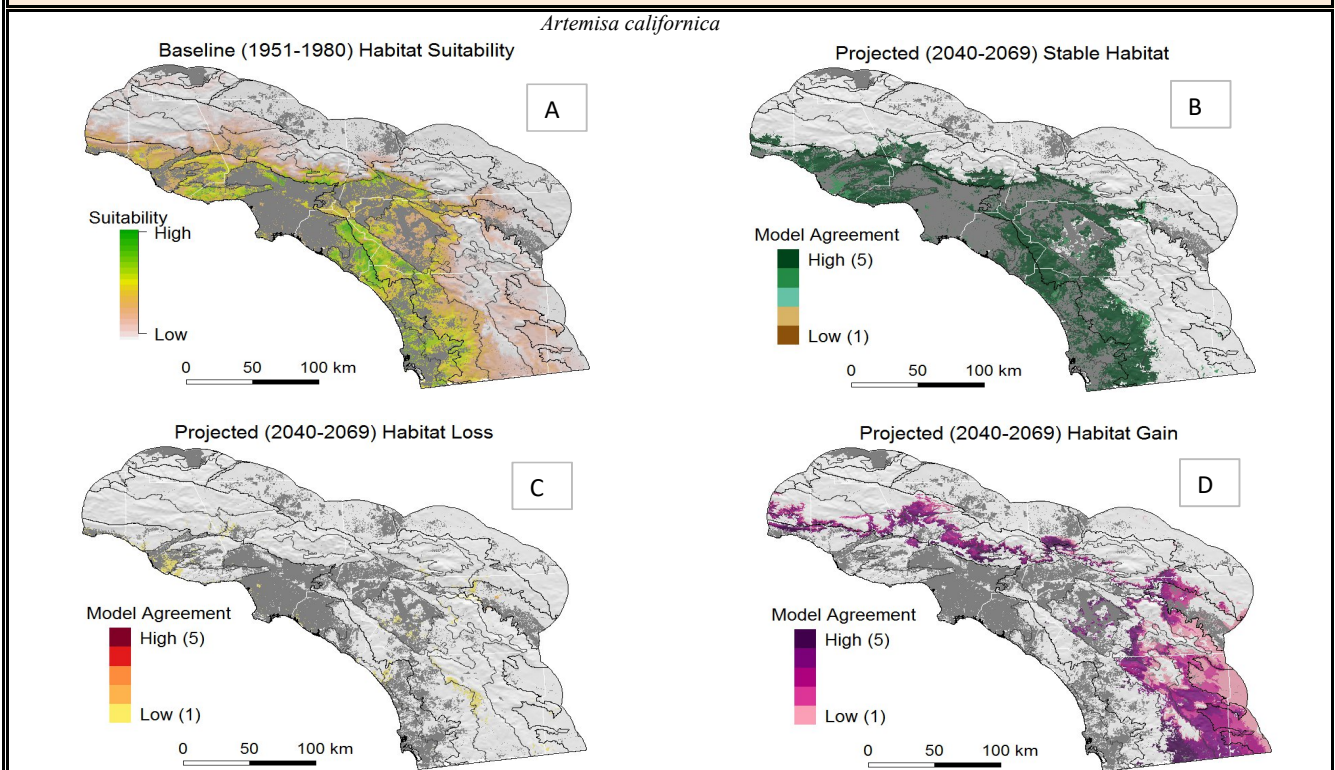 Artemisa californica
Baseline (1951-1980) Habitat Suitability
A
Suitability
High
Low
0 50 100 km
Projected (2040-2069) Stable Habitat
B
Model Agreement
High (5)
Low (1)
0 50 100 km
Projected (2040-2069) Habitat Loss
C
Model Agreement
High (5)
Low (1)
0 50 100 km
Projected (2040-2069) Habitat Gain
D
Model Agreement
High (5)
Low (1)
0 50 100 km